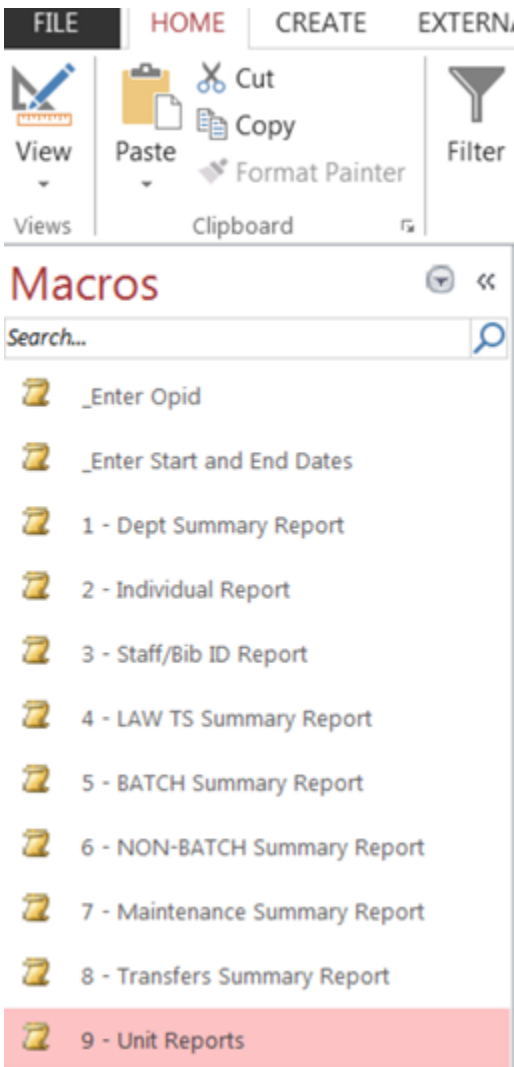 FILE HOME CREATE EXTERNA
Cut
Copy
Format Painter
View Paste Filter
Views Clipboard
Macros
Search...
_Enter Opid
_Enter Start and End Dates
1 - Dept Summary Report
2 - Individual Report
3 - Staff/Bib ID Report
4 - LAW TS Summary Report
5 - BATCH Summary Report
6 - NON-BATCH Summary Report
7 - Maintenance Summary Report
8 - Transfers Summary Report
9 - Unit Reports